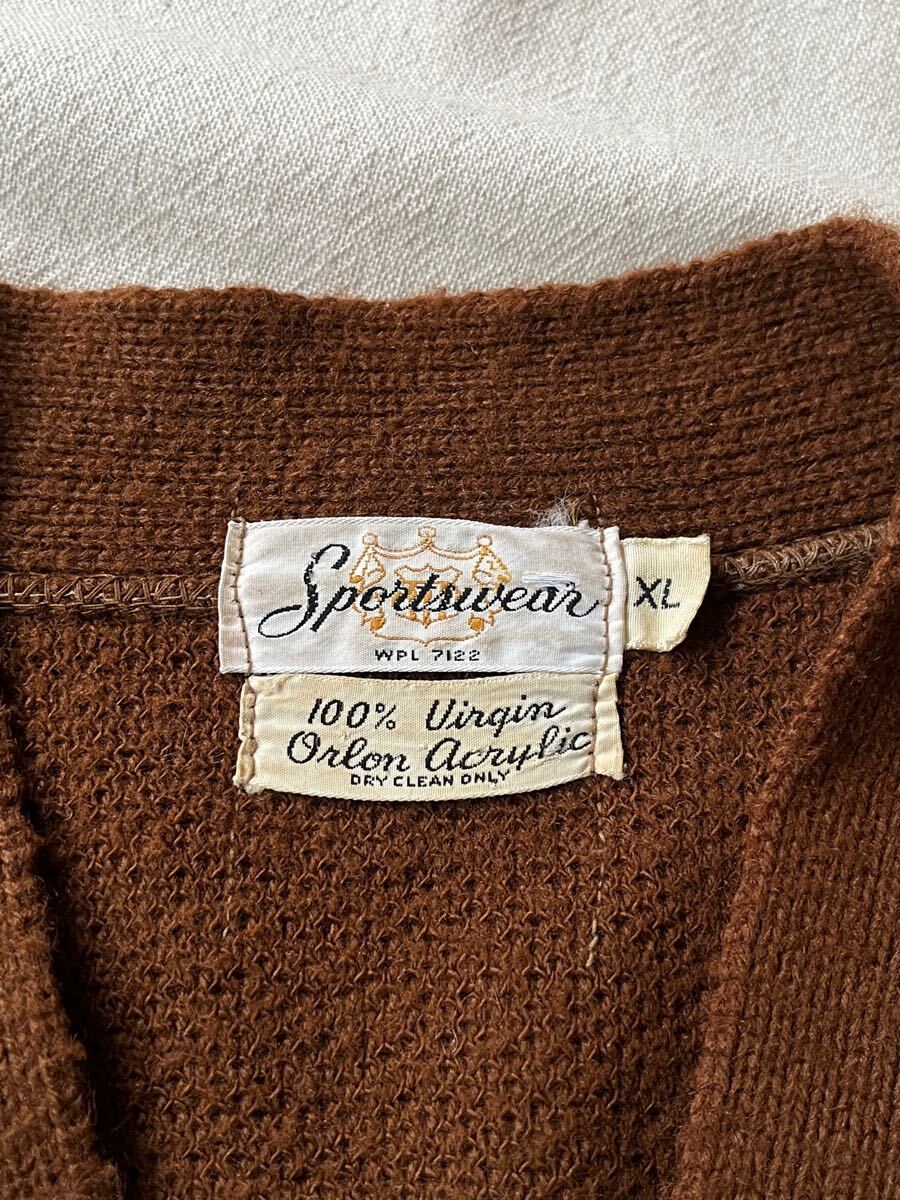 Sportswear
XL
WPL 7122
100% Virgin
Orlon Acrylic
DRY CLEAN ONLY